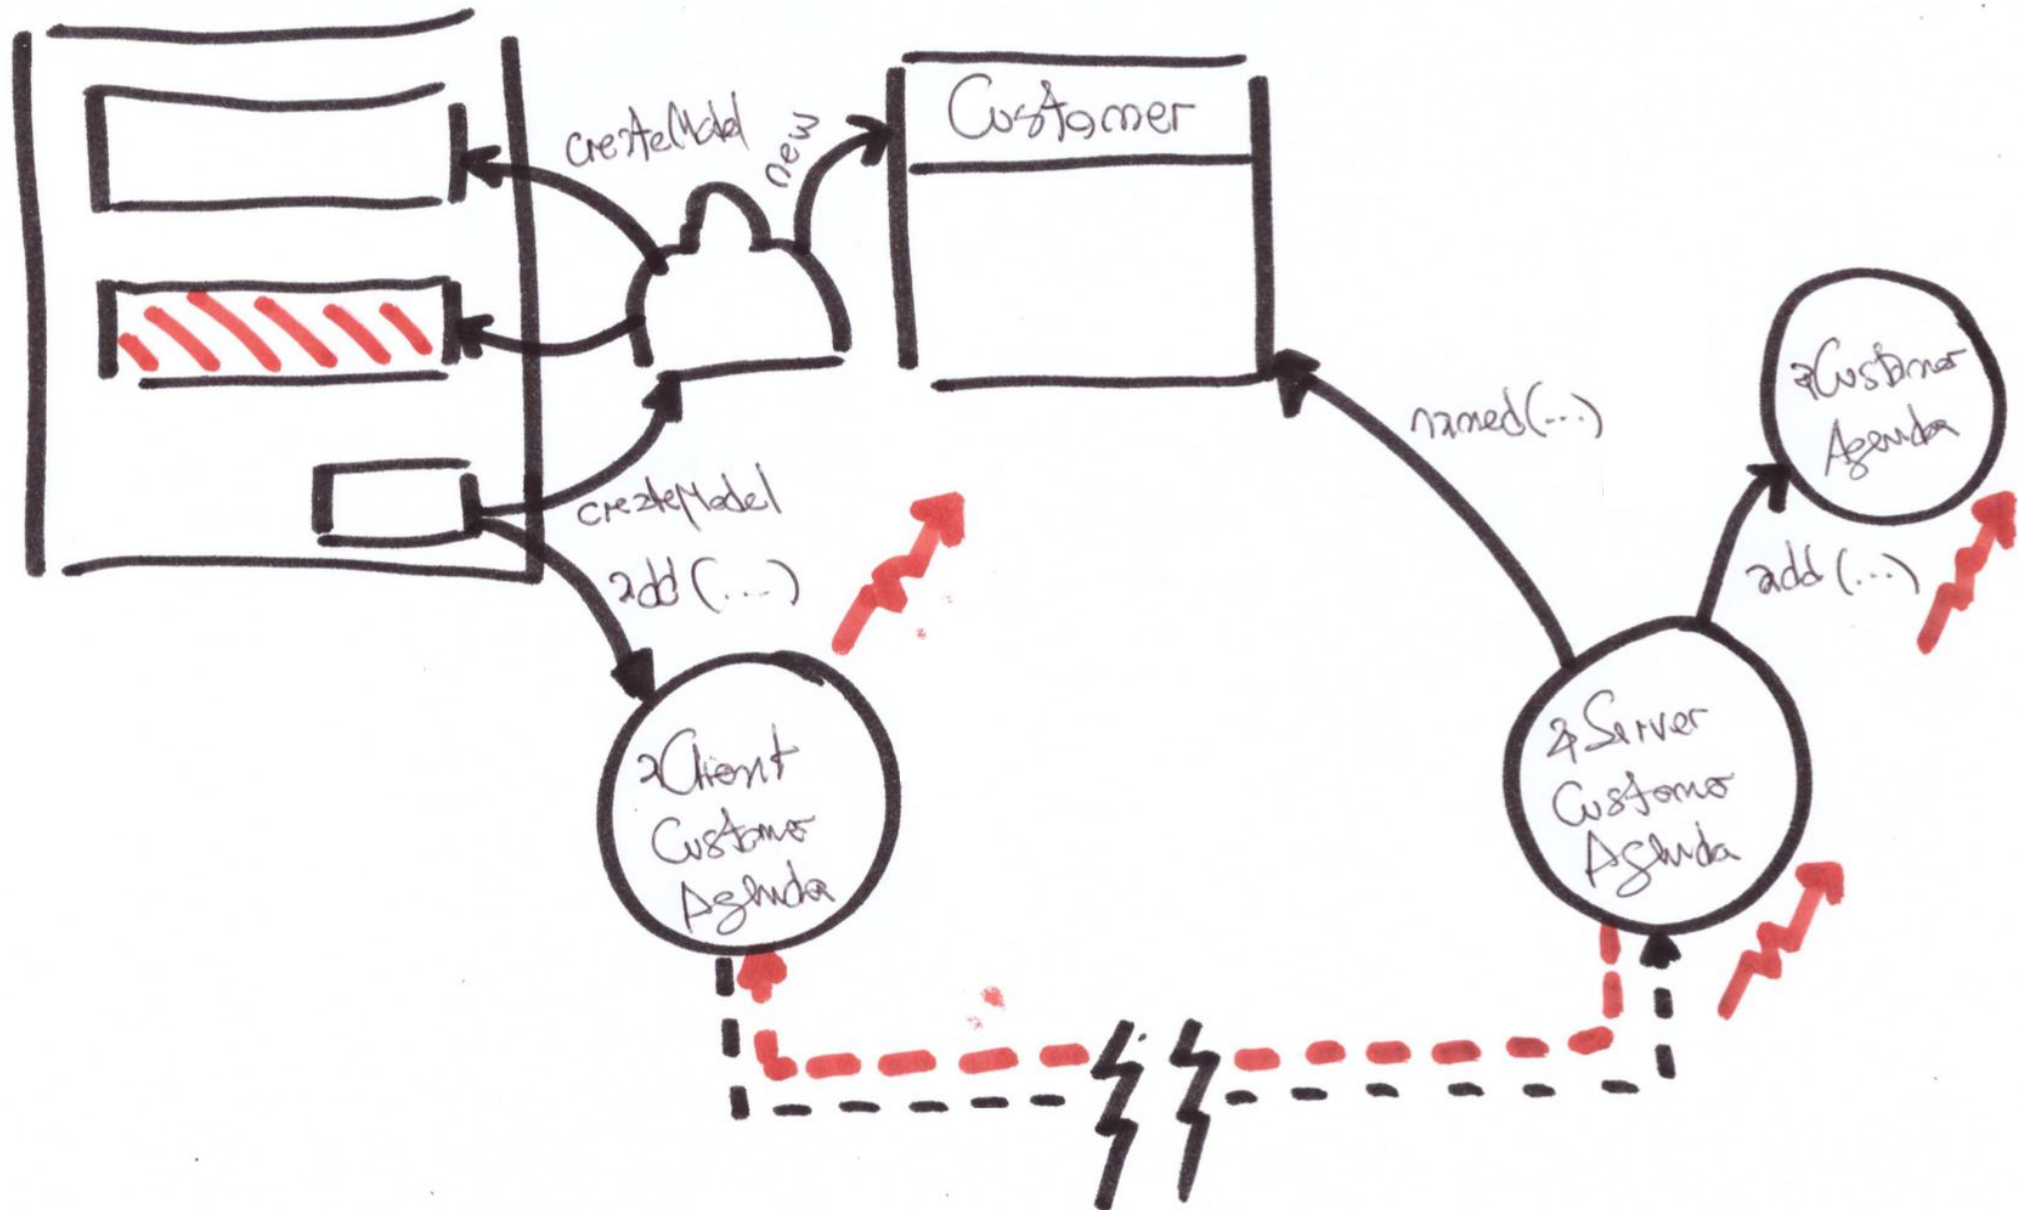 createModel
new
Customer
createModel
add (...)
named(...)
aCustomer
Agenda
add (...)
aClient
Customer
Agenda
aServer
Customer
Agenda